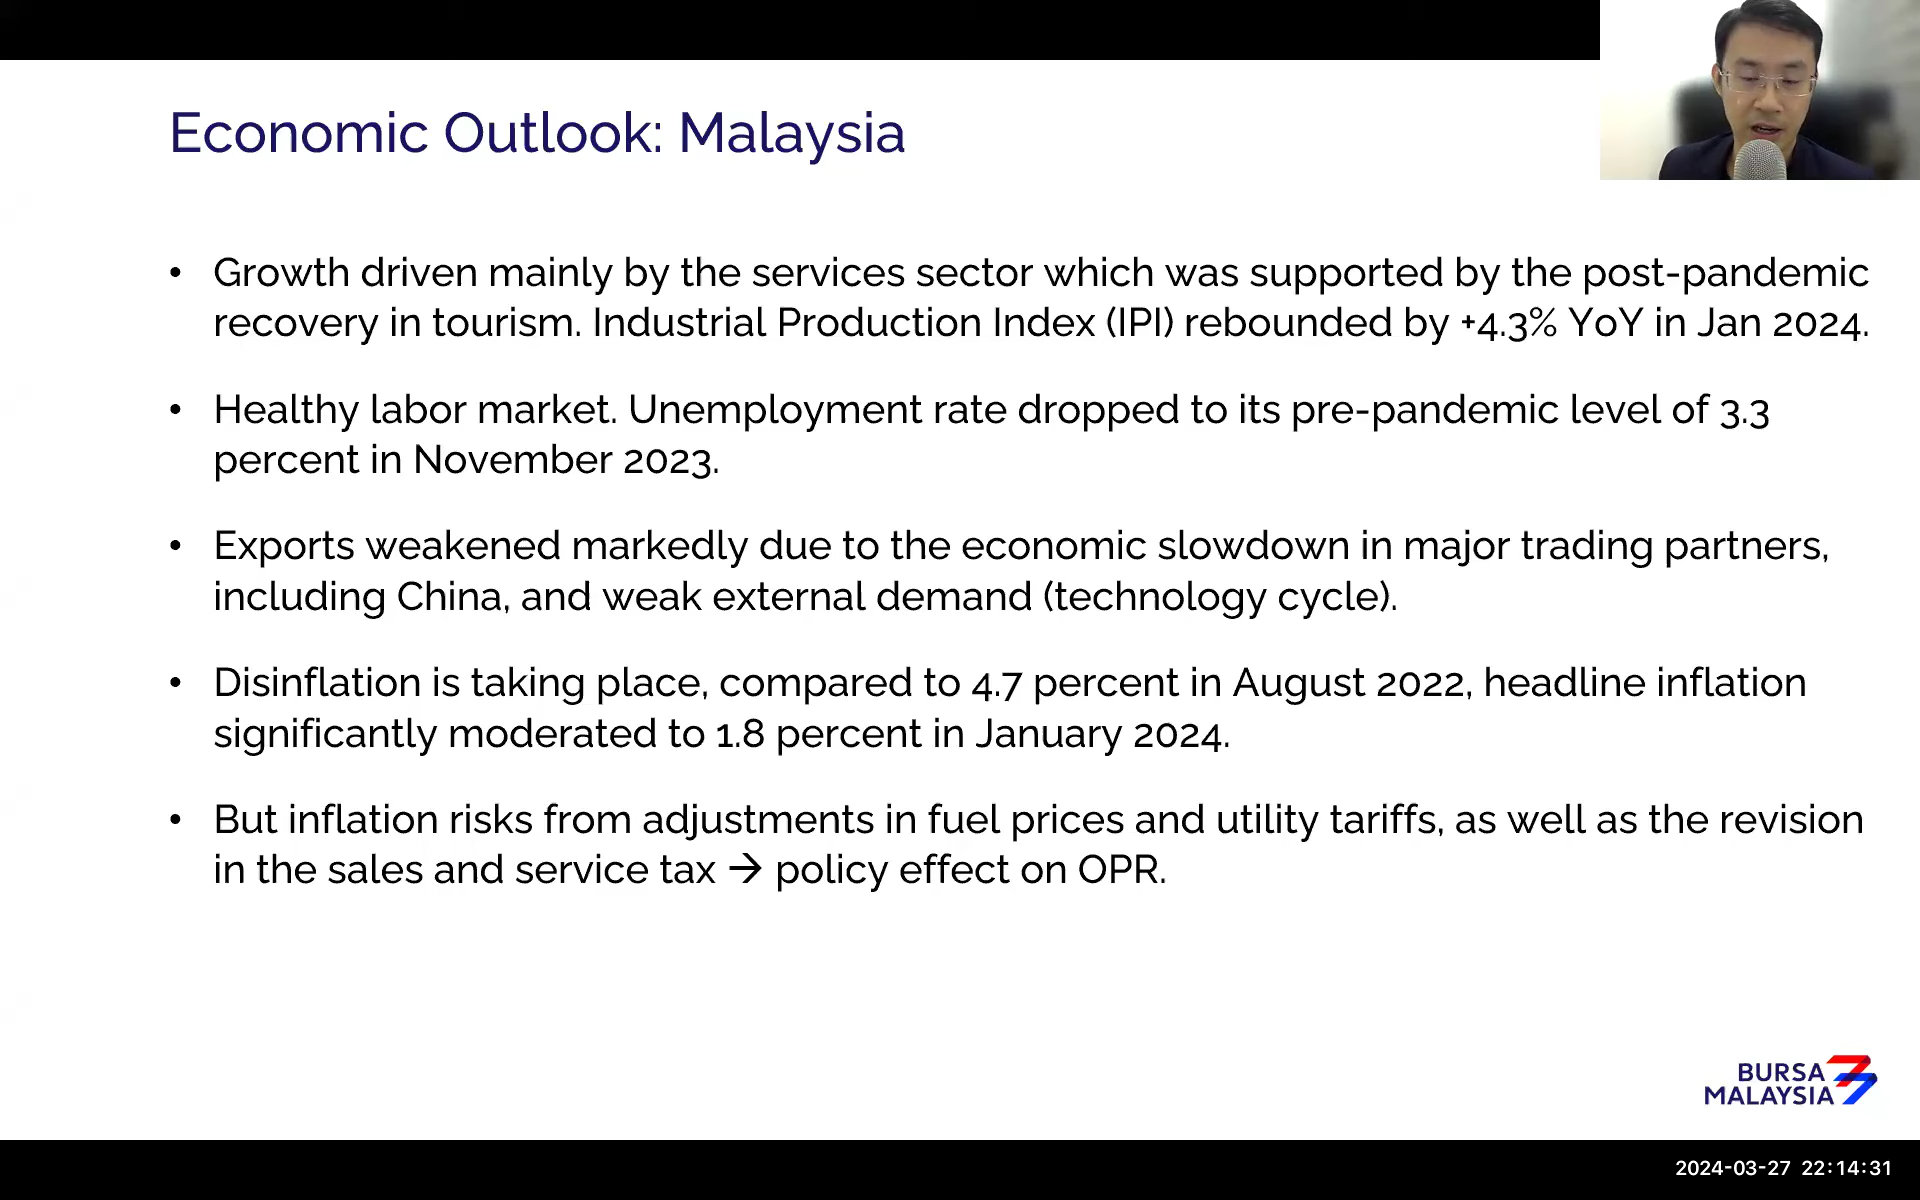 Economic Outlook: Malaysia
• Growth driven mainly by the services sector which was supported by the post-pandemic
recovery in tourism. Industrial Production Index (IPI) rebounded by +4.3% YoY in Jan 2024.
• Healthy labor market. Unemployment rate dropped to its pre-pandemic level of 3.3
percent in November 2023.
• Exports weakened markedly due to the economic slowdown in major trading partners,
including China, and weak external demand (technology cycle).
• Disinflation is taking place, compared to 4.7 percent in August 2022, headline inflation
significantly moderated to 1.8 percent in January 2024.
• But inflation risks from adjustments in fuel prices and utility tariffs, as well as the revision
in the sales and service tax → policy effect on OPR.
BURSA
MALAYSIA
2024-03-27 22:14:31